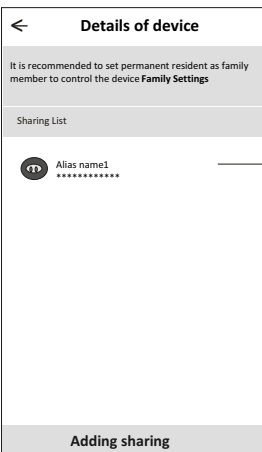 Details of device
It is recommended to set permanent resident as family
member to control the device Family Settings
Sharing List
Alias name1
************
Adding sharing